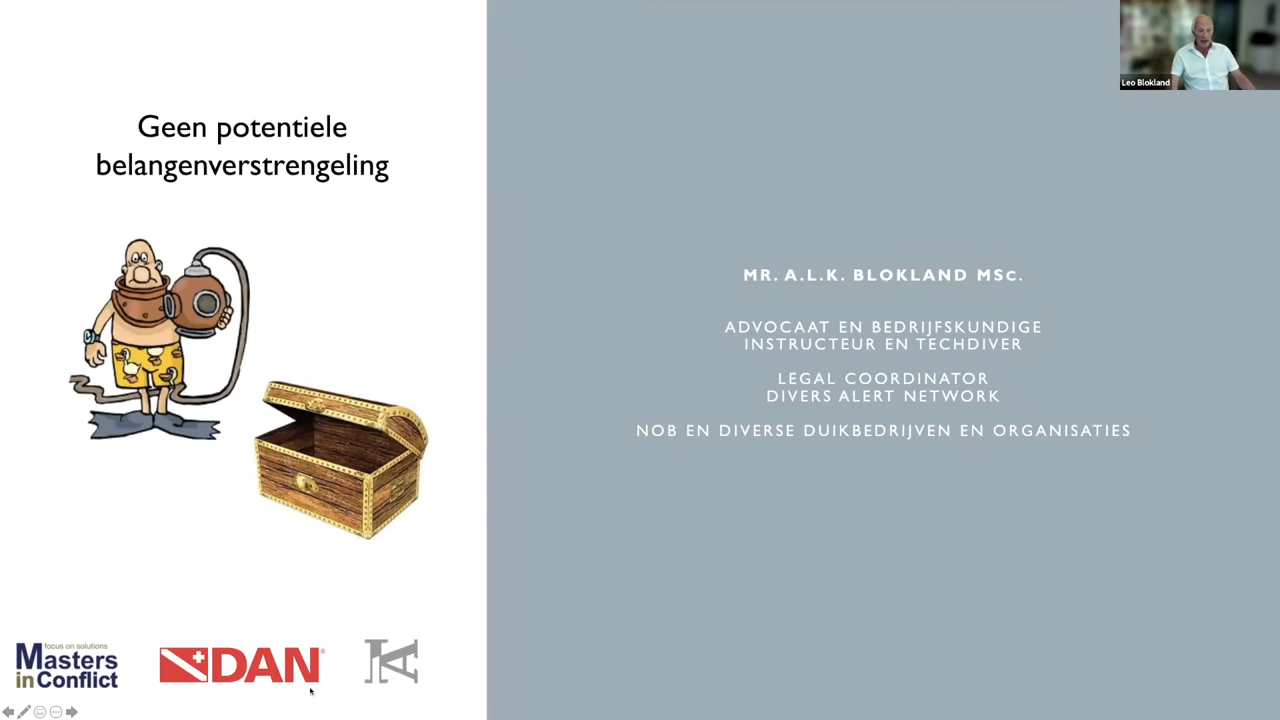 Geen potentiele
belangenverstrengeling
MR. A.L.K. BLOKLAND MSc.
ADVOCAAT EN BEDRIJFSKUNDIGE
INSTRUCTEUR EN TECHDIVER
LEGAL COORDINATOR
DIVERS ALERT NETWORK
NOB EN DIVERSE DUIKBEDRIJVEN EN ORGANISATIES
Leo Blokland
focus on solutions
Masters
in Conflict
DAN®